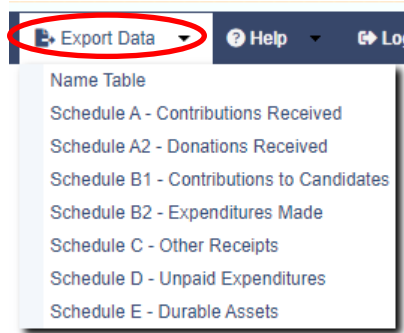 Export Data Help Log
Name Table
Schedule A - Contributions Received
Schedule A2 - Donations Received
Schedule B1 - Contributions to Candidates
Schedule B2 - Expenditures Made
Schedule C - Other Receipts
Schedule D - Unpaid Expenditures
Schedule E - Durable Assets